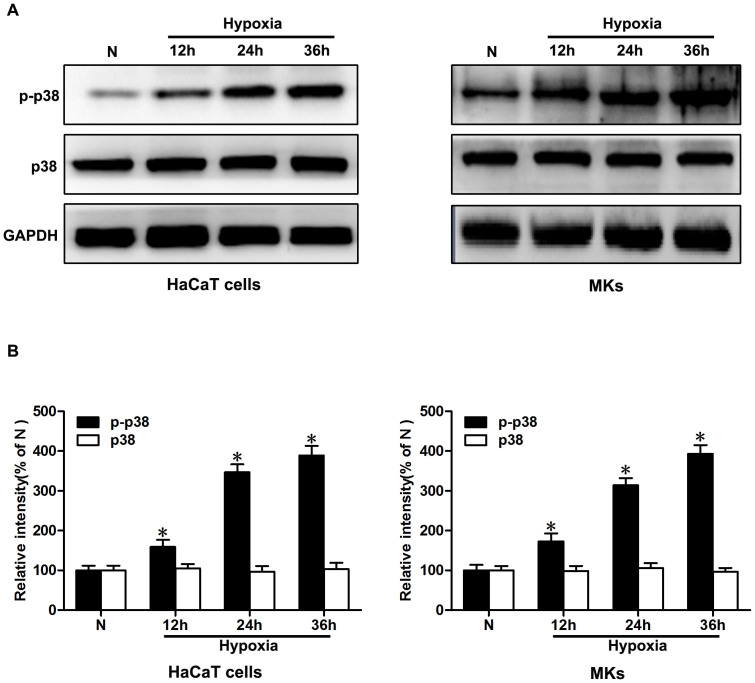 A
Hypoxia
N 12h 24h 36h
Hypoxia
N 12h 24h 36h
p-p38
p38
GAPDH
HaCaT cells
MKs
B
Relative intensity(% of N )
500
400
300
200
100
0
p-p38
p38
*
*
*
N 12h 24h 36h
Hypoxia
HaCaT cells
Relative intensity(% of N )
500
400
300
200
100
0
p-p38
p38
*
*
*
N 12h 24h 36h
Hypoxia
MKs